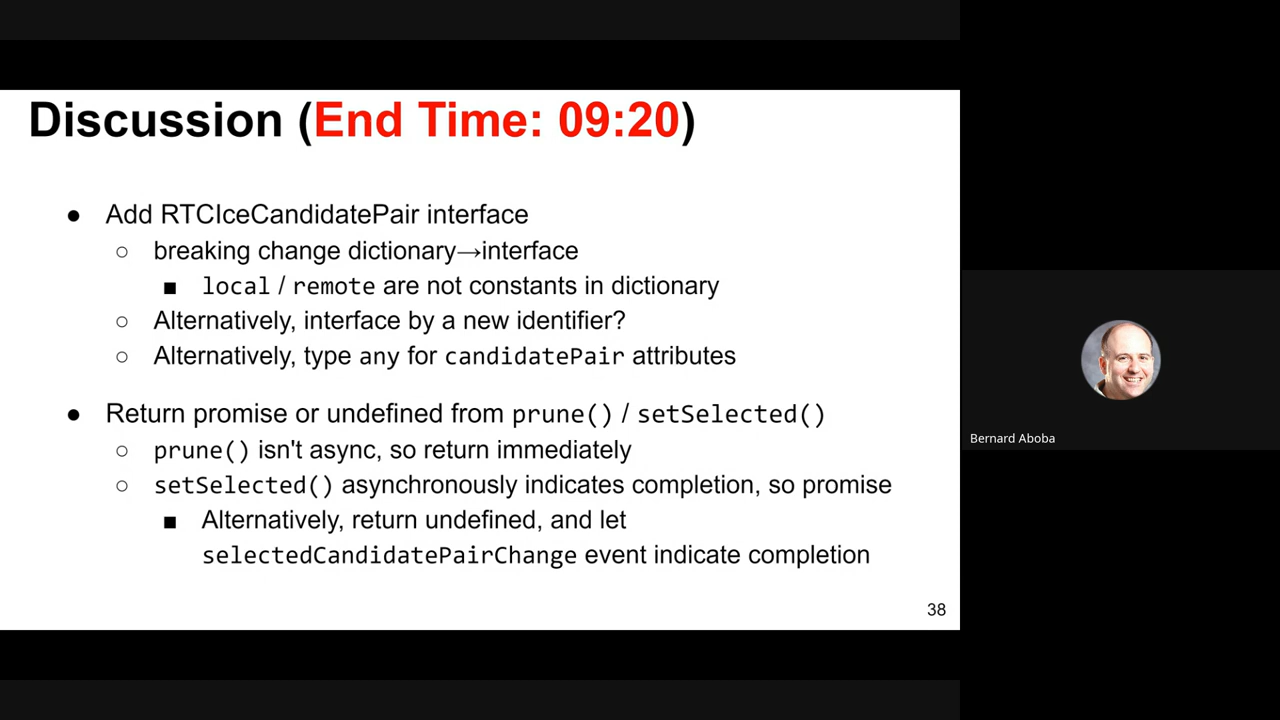 Discussion (End Time: 09:20)
● Add RTCIceCandidatePair interface
○ breaking change dictionary→interface
■ local / remote are not constants in dictionary
○ Alternatively, interface by a new identifier?
○ Alternatively, type any for candidatePair attributes
● Return promise or undefined from prune() / setSelected()
○ prune() isn't async, so return immediately
○ setSelected() asynchronously indicates completion, so promise
■ Alternatively, return undefined, and let
selectedCandidatePairChange event indicate completion
38
Bernard Aboba